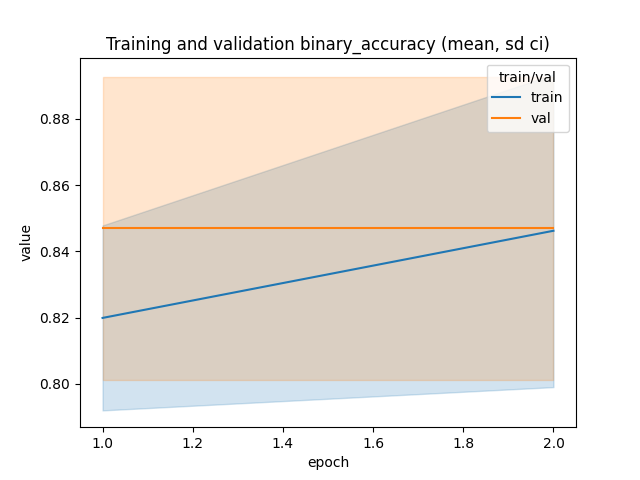 Training and validation binary_accuracy (mean, sd ci)
train/val
train
val
0.88
0.86
0.84
0.82
0.80
value
1.0
1.2
1.4
1.6
1.8
2.0
epoch